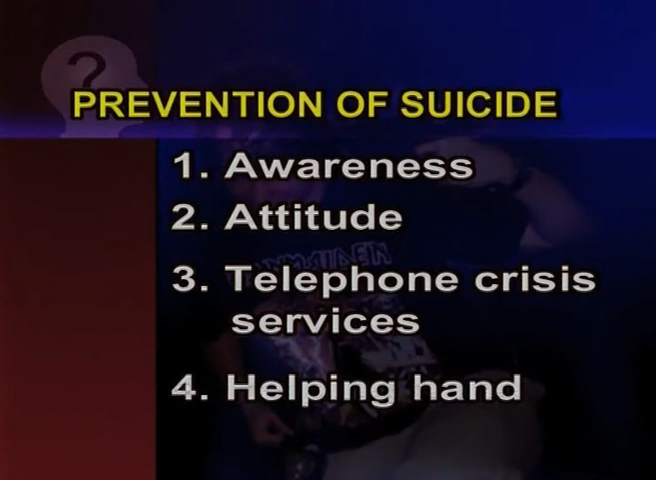 ?
PREVENTION OF SUICIDE
1. Awareness
2. Attitude
3. Telephone crisis
services
4. Helping hand